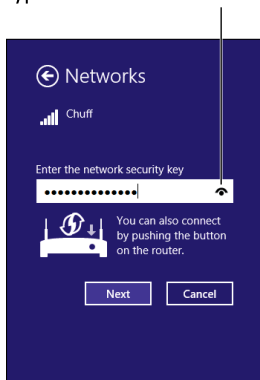 Networks
Chuff
Enter the network security key
••••••••••••••
You can also connect
by pushing the button
on the router.
Next
Cancel